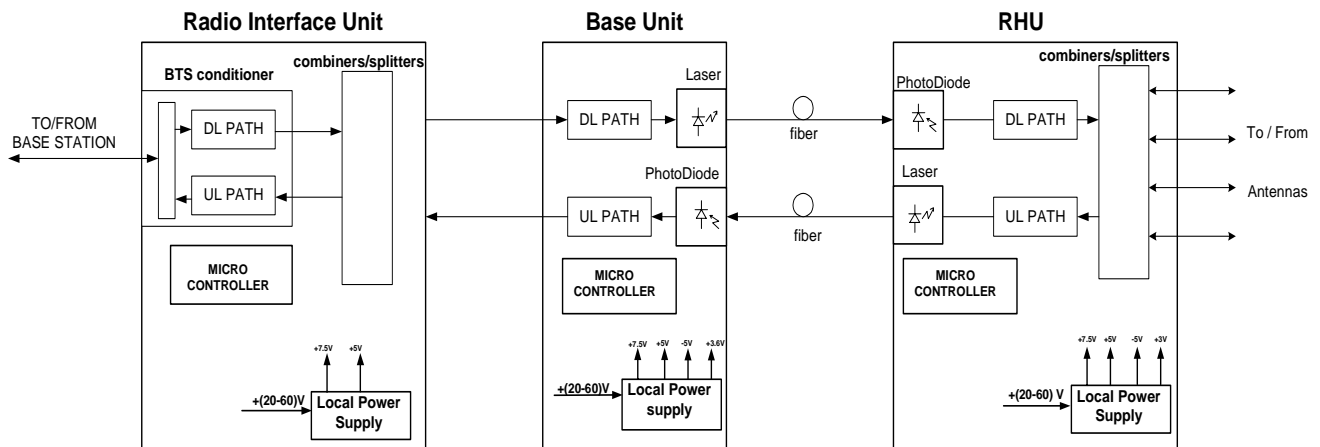 Radio Interface Unit
BTS conditioner
combiners/splitters
DL PATH
UL PATH
TO/FROM
BASE STATION
MICRO
CONTROLLER
+7.5V
+5V
+(20-60)V
Local Power
Supply
Base Unit
Laser
DL PATH
PhotoDiode
UL PATH
MICRO
CONTROLLER
+7.5V
+5V
-5V
+3.6V
+(20-60)V
Local Power
supply
fiber
fiber
RHU
combiners/splitters
PhotoDiode
DL PATH
Laser
UL PATH
To / From
Antennas
MICRO
CONTROLLER
+7.5V
+5V
-5V
+3V
+(20-60) V
Local Power
Supply